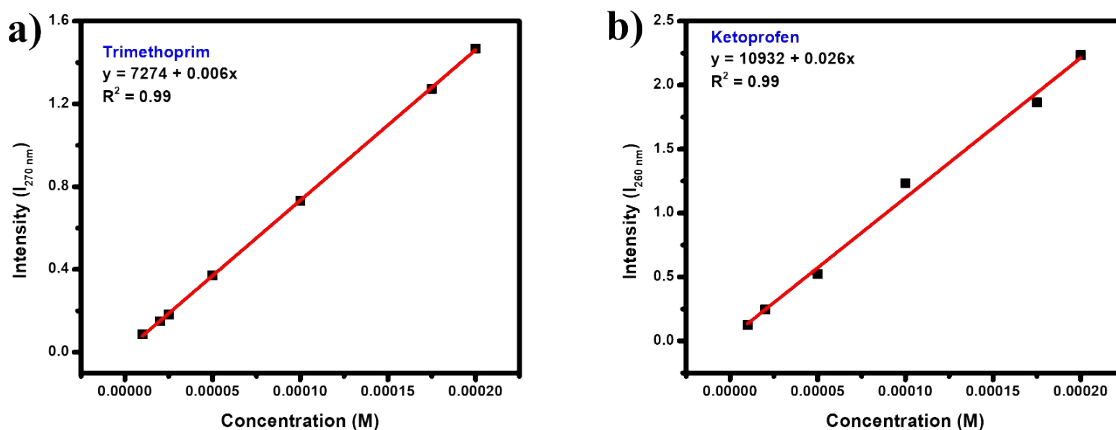 a)
Trimethoprim
y = 7274 + 0.006x
R² = 0.99
1.6
1.2
0.8
0.4
0.0
Intensity (I₂₇₀ ₙₘ)
0.00000 0.00005 0.00010 0.00015 0.00020
Concentration (M)
b)
Ketoprofen
y = 10932 + 0.026x
R² = 0.99
2.5
2.0
1.5
1.0
0.5
0.0
Intensity (I₂₆₀ ₙₘ)
0.00000 0.00005 0.00010 0.00015 0.00020
Concentration (M)